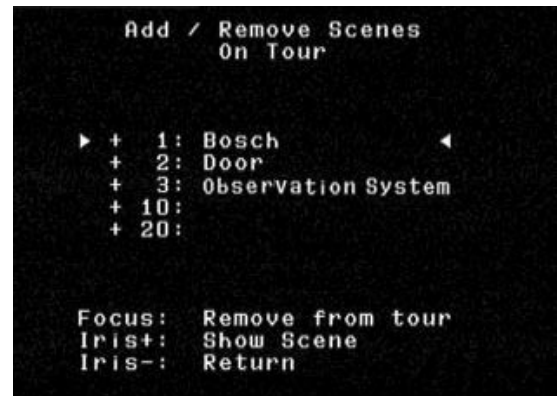 Add / Remove Scenes
On Tour
+ 1: Bosch
+ 2: Door
+ 3: Observation System
+ 10:
+ 20:
Focus: Remove from tour
Iris+: Show Scene
Iris-: Return